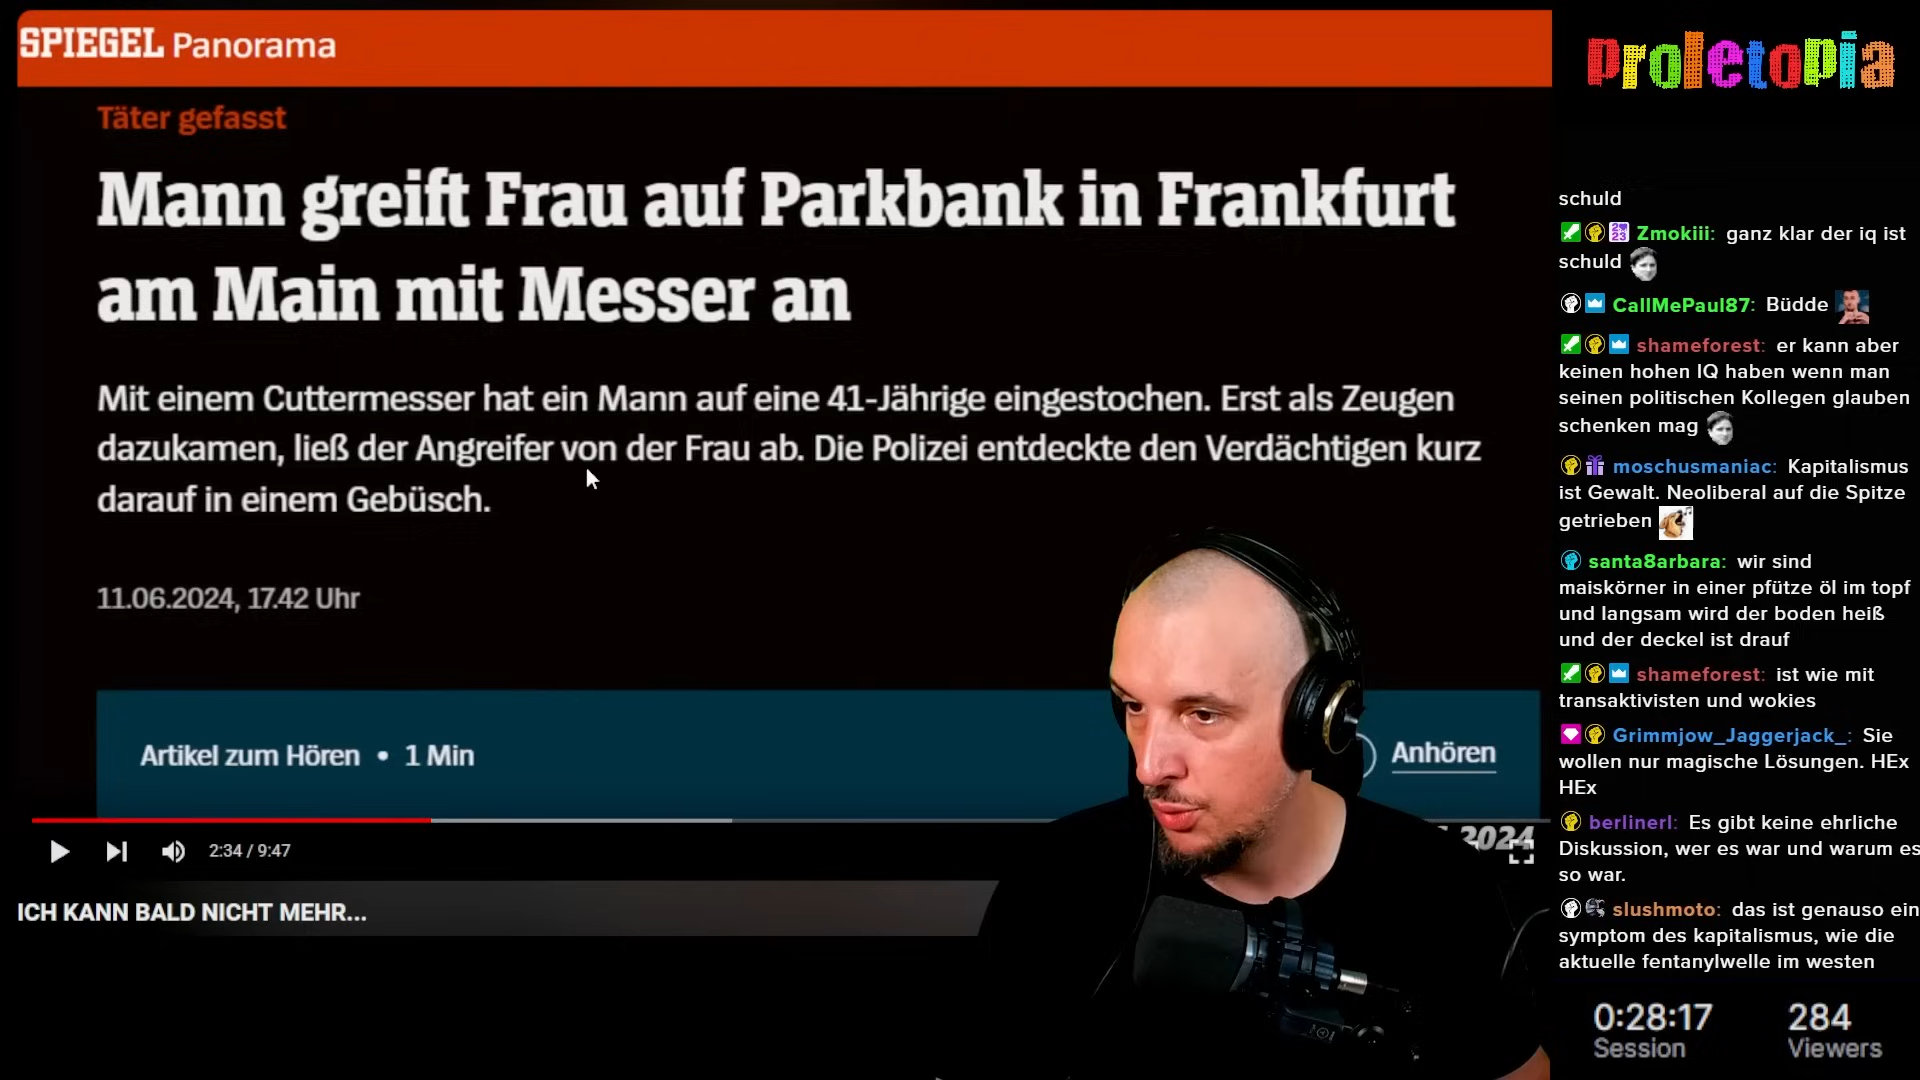 SPIEGEL Panorama
Täter gefasst
Mann greift Frau auf Parkbank in Frankfurt
am Main mit Messer an
Mit einem Cuttermesser hat ein Mann auf eine 41-Jährige eingestochen. Erst als Zeugen
dazukamen, ließ der Angreifer von der Frau ab. Die Polizei entdeckte den Verdächtigen kurz
darauf in einem Gebüsch.
11.06.2024, 17.42 Uhr
Artikel zum Hören • 1 Min
Anhören
2:34 / 9:47
2024
ICH KANN BALD NICHT MEHR...
Proletopia
schuld
Zmokiii: ganz klar der iq ist
schuld
CallMePaul87: Büdde
shameforest: er kann aber
keinen hohen IQ haben wenn man
seinen politischen Kollegen glauben
schenken mag
moschusmaniac: Kapitalismus
ist Gewalt. Neoliberal auf die Spitze
getrieben
santa8arbara: wir sind
maiskörner in einer pfütze öl im topf
und langsam wird der boden heiß
und der deckel ist drauf
shameforest: ist wie mit
transaktivisten und wokies
Grimmjow_Jaggerjack_: Sie
wollen nur magische Lösungen. HEx
HEx
berlinerl: Es gibt keine ehrliche
Diskussion, wer es war und warum es
so war.
slushmoto: das ist genauso ein
symptom des kapitalismus, wie die
aktuelle fentanylwelle im westen
0:28:17
Session
284
Viewers